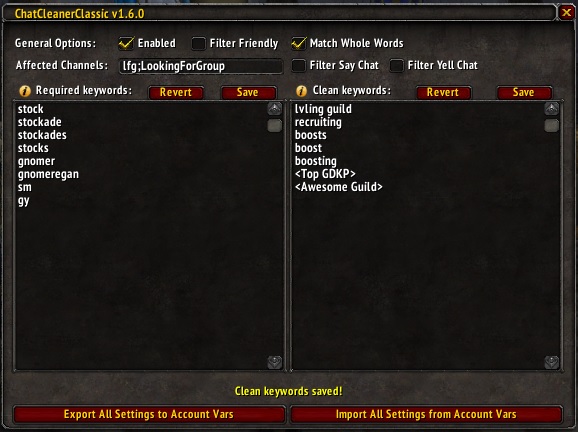 ChatCleanerClassic v1.6.0
General Options: Enabled Filter Friendly Match Whole Words
Affected Channels: lfg;LookingForGroup Filter Say Chat Filter Yell Chat
Required keywords: Revert Save Clean keywords: Revert Save
stock
stockade
stockades
stocks
gnomer
gnomeregan
sm
gy
lvling guild
recruiting
boosts
boost
boosting
<Top GDKP>
<Awesome Guild>
Clean keywords saved!
Export All Settings to Account Vars Import All Settings from Account Vars